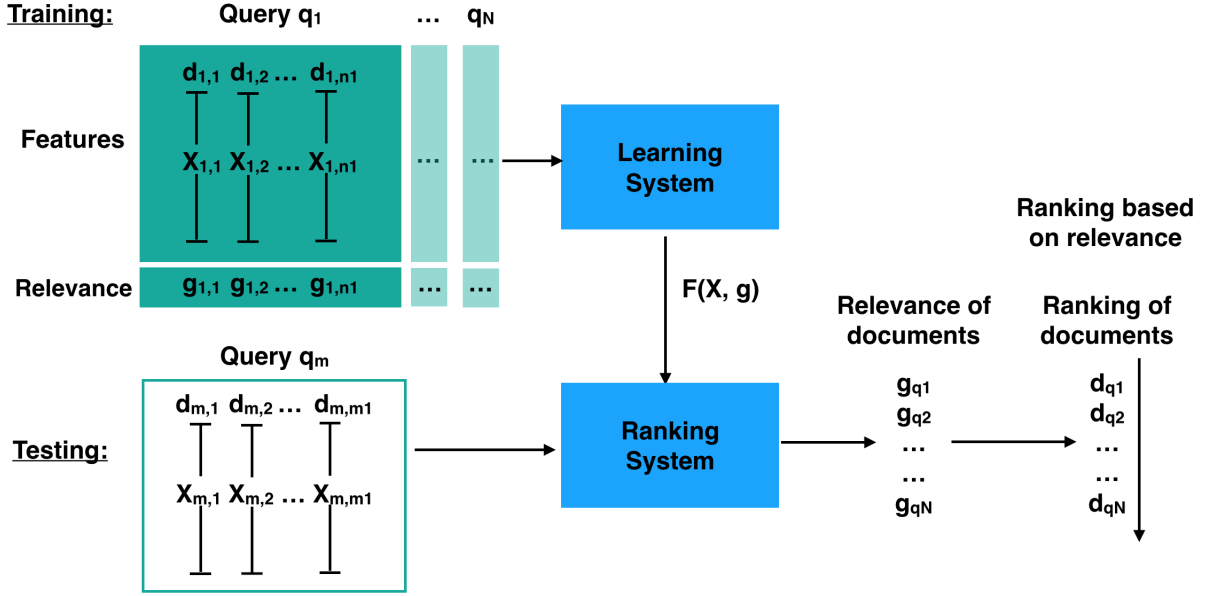 Training: Query q1 ... qN
d1,1 d1,2 ... d1,n1
Features
X1,1 X1,2 ... X1,n1 ... ...
Relevance g1,1 g1,2 ... g1,n1 ... ...
Learning
System
F(X, g)
Query qm
dm,1 dm,2 ... dm,m1
Testing:
Xm,1 Xm,2 ... Xm,m1
Ranking
System
Relevance of
documents
gq1
gq2
...
...
gqN
Ranking based
on relevance
Ranking of
documents
dq1
dq2
...
...
dqN